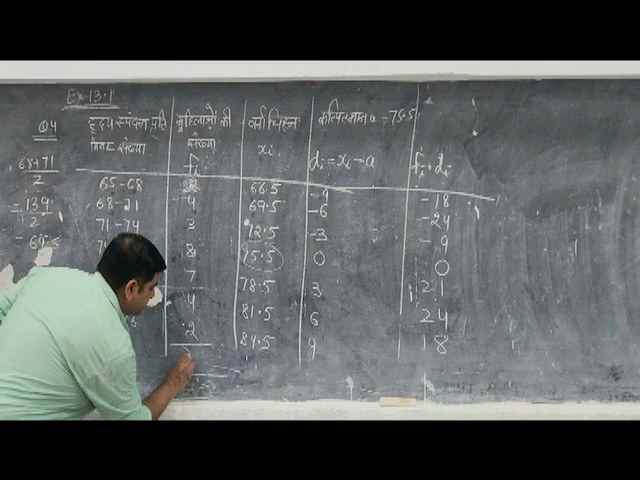 Ex 13.1
Q4 हृदय स्पंदन प्रति महिलाओं की वर्ग चिह्न कल्पित माध्य a = 75.5
मिनट संख्या संख्या xi
fi di = xi - a fi di
68+71
2
= 139
2
= 69.5
65-68 2 66.5 -9 -18
68-71 4 69.5 -6 -24
71-74 3 72.5 -3 -9
8 75.5 0 0
7 78.5 3 21
4 81.5 6 24
2 84.5 9 18